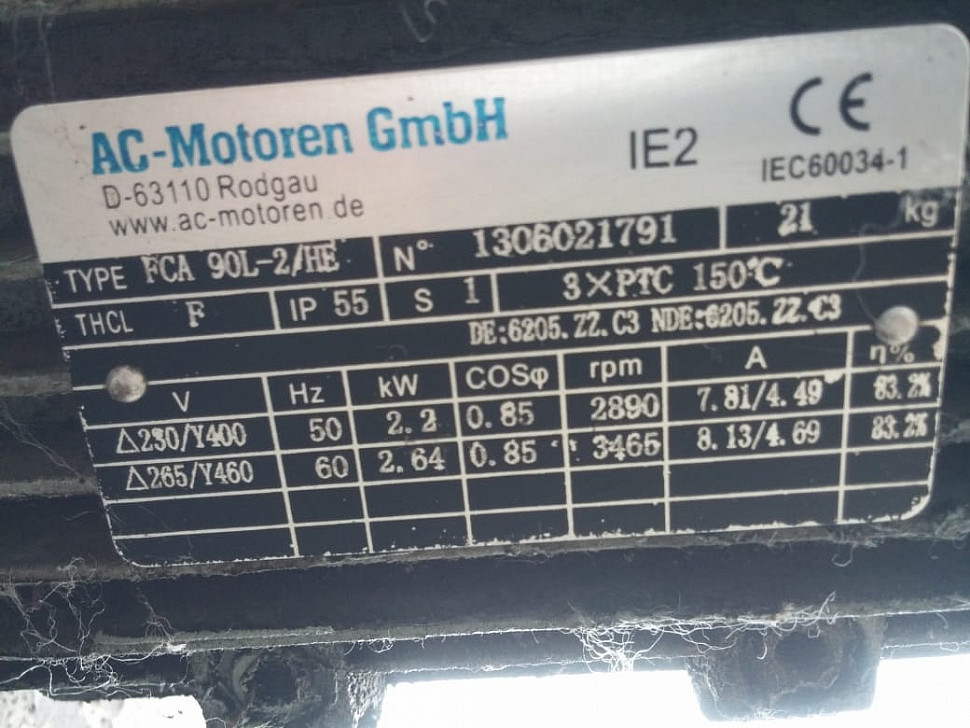 AC-Motoren GmbH
D-63110 Rodgau
www.ac-motoren.de
IE2
CE
IEC60034-1
TYPE FCA 90L-2/HE N° 1306021791 21 kg
THCL F IP 55 S 1 3×PTC 150°C
DE:6205.ZZ.C3 NDE:6205.ZZ.C3
V Hz kW COSφ rpm A η%
△230/Y400 50 2.2 0.85 2890 7.81/4.49 83.2%
△265/Y460 60 2.64 0.85 3465 8.13/4.69 83.2%